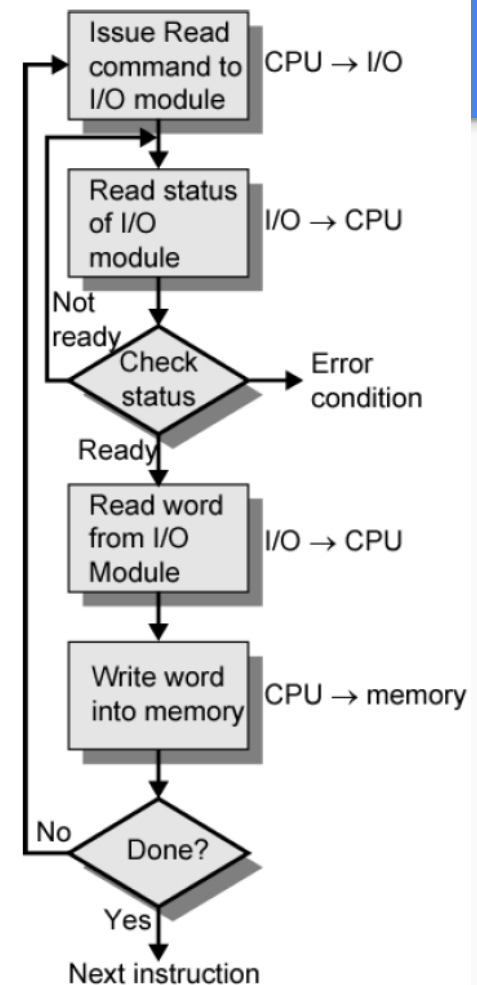 Issue Read
command to
I/O module
CPU → I/O
Read status
of I/O
module
I/O → CPU
Not
ready
Check
status
Error
condition
Ready
Read word
from I/O
Module
I/O → CPU
Write word
into memory
CPU → memory
No
Done?
Yes
Next instruction